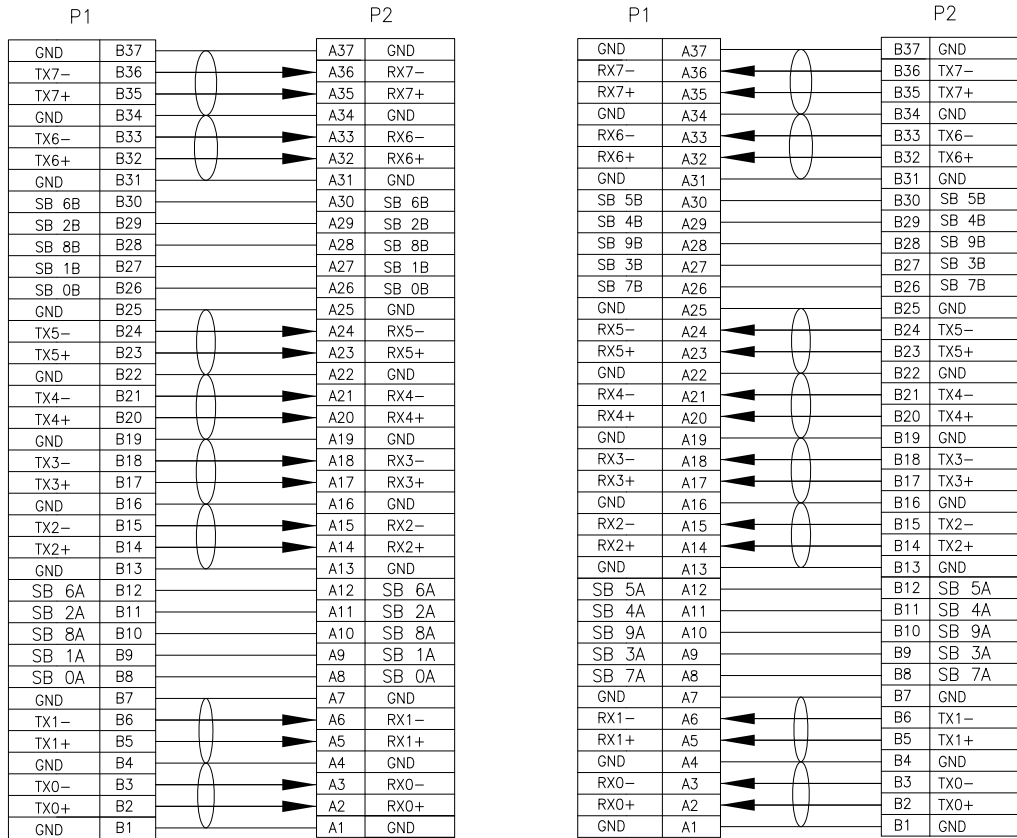 P1 P2 P1 P2
GND B37 A37 GND GND A37 B37 GND
TX7− B36 A36 RX7− RX7− A36 B36 TX7−
TX7+ B35 A35 RX7+ RX7+ A35 B35 TX7+
GND B34 A34 GND GND A34 B34 GND
TX6− B33 A33 RX6− RX6− A33 B33 TX6−
TX6+ B32 A32 RX6+ RX6+ A32 B32 TX6+
GND B31 A31 GND GND A31 B31 GND
SB 6B B30 A30 SB 6B SB 5B A30 B30 SB 5B
SB 2B B29 A29 SB 2B SB 4B A29 B29 SB 4B
SB 8B B28 A28 SB 8B SB 9B A28 B28 SB 9B
SB 1B B27 A27 SB 1B SB 3B A27 B27 SB 3B
SB 0B B26 A26 SB 0B SB 7B A26 B26 SB 7B
GND B25 A25 GND GND A25 B25 GND
TX5− B24 A24 RX5− RX5− A24 B24 TX5−
TX5+ B23 A23 RX5+ RX5+ A23 B23 TX5+
GND B22 A22 GND GND A22 B22 GND
TX4− B21 A21 RX4− RX4− A21 B21 TX4−
TX4+ B20 A20 RX4+ RX4+ A20 B20 TX4+
GND B19 A19 GND GND A19 B19 GND
TX3− B18 A18 RX3− RX3− A18 B18 TX3−
TX3+ B17 A17 RX3+ RX3+ A17 B17 TX3+
GND B16 A16 GND GND A16 B16 GND
TX2− B15 A15 RX2− RX2− A15 B15 TX2−
TX2+ B14 A14 RX2+ RX2+ A14 B14 TX2+
GND B13 A13 GND GND A13 B13 GND
SB 6A B12 A12 SB 6A SB 5A A12 B12 SB 5A
SB 2A B11 A11 SB 2A SB 4A A11 B11 SB 4A
SB 8A B10 A10 SB 8A SB 9A A10 B10 SB 9A
SB 1A B9 A9 SB 1A SB 3A A9 B9 SB 3A
SB 0A B8 A8 SB 0A SB 7A A8 B8 SB 7A
GND B7 A7 GND GND A7 B7 GND
TX1− B6 A6 RX1− RX1− A6 B6 TX1−
TX1+ B5 A5 RX1+ RX1+ A5 B5 TX1+
GND B4 A4 GND GND A4 B4 GND
TX0− B3 A3 RX0− RX0− A3 B3 TX0−
TX0+ B2 A2 RX0+ RX0+ A2 B2 TX0+
GND B1 A1 GND GND A1 B1 GND